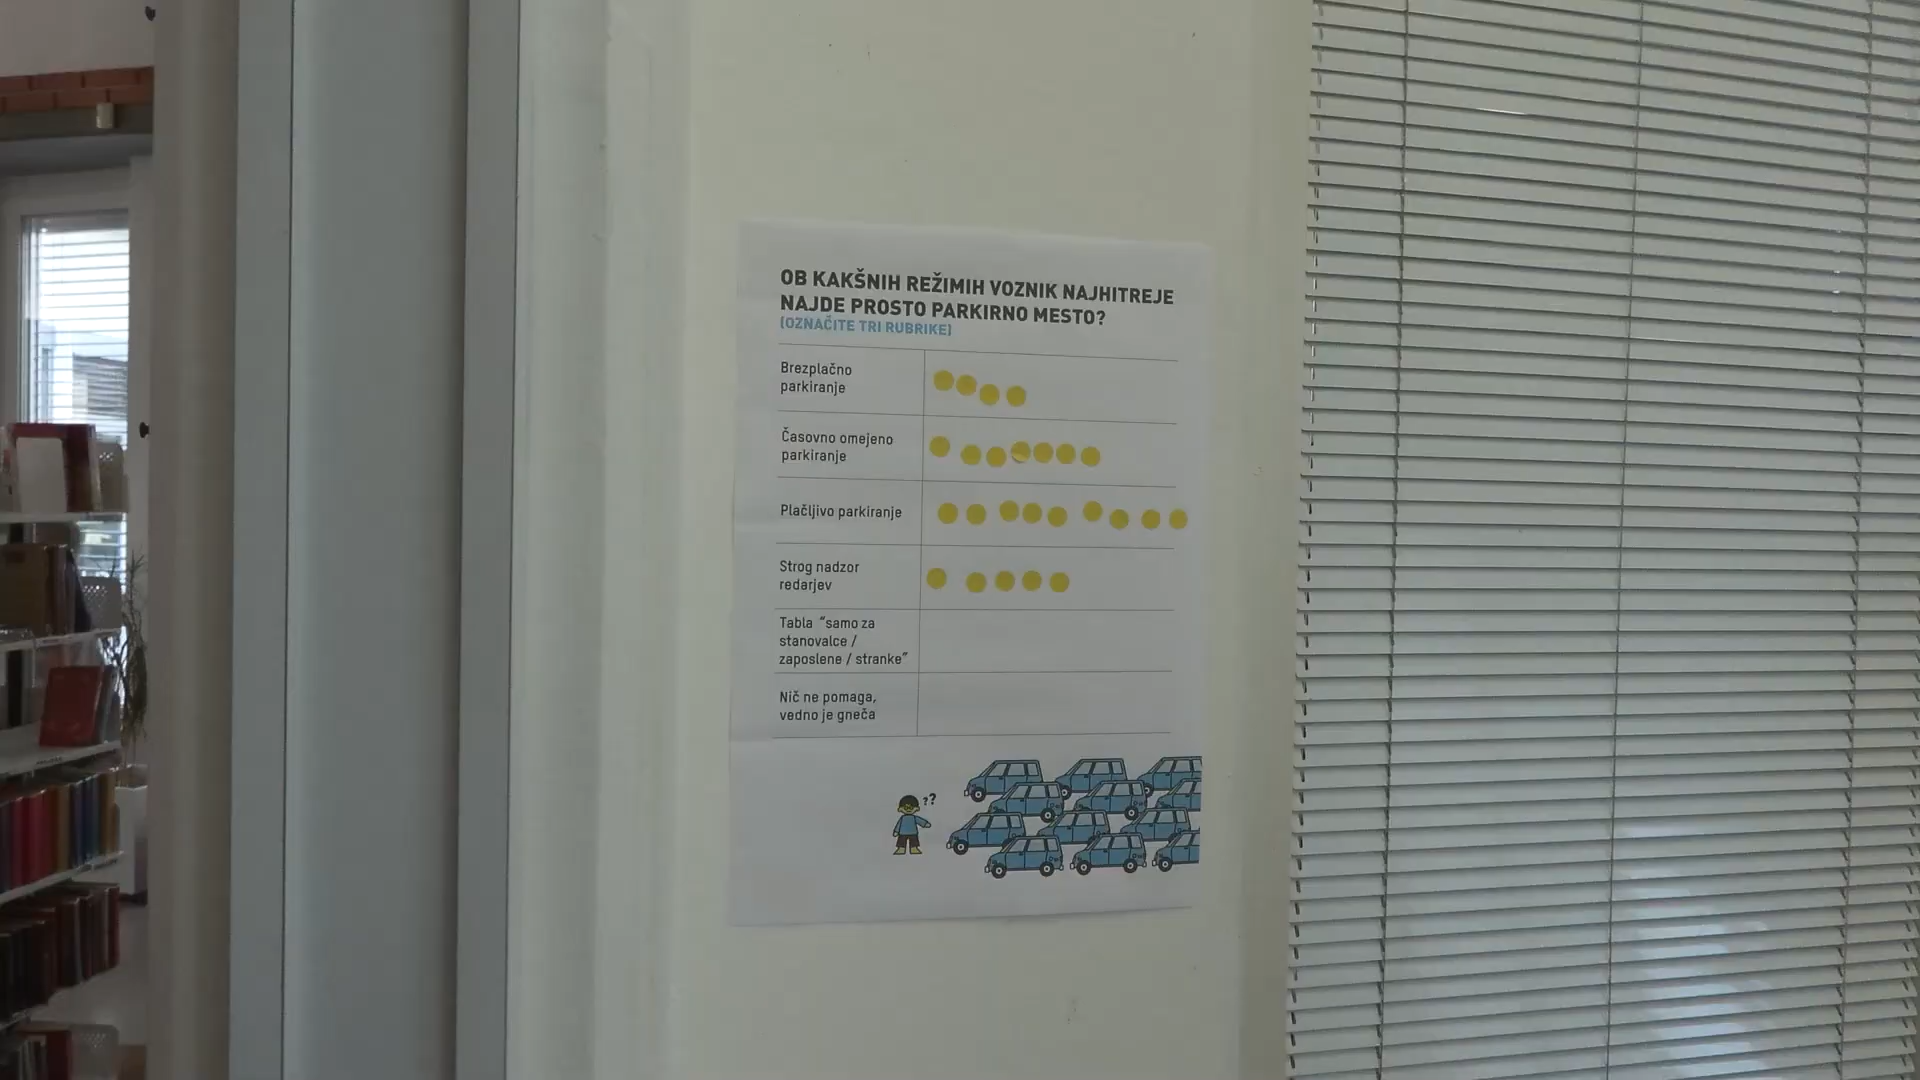 OB KAKŠNIH REŽIMIH VOZNIK NAJHITREJE
NAJDE PROSTO PARKIRNO MESTO?
(OZNAČITE TRI RUBRIKE)
Brezplačno
parkiranje
Časovno omejeno
parkiranje
Plačljivo parkiranje
Strog nadzor
redarjev
Tabla "samo za
stanovalce /
zaposlene / stranke"
Nič ne pomaga,
vedno je gneča
??